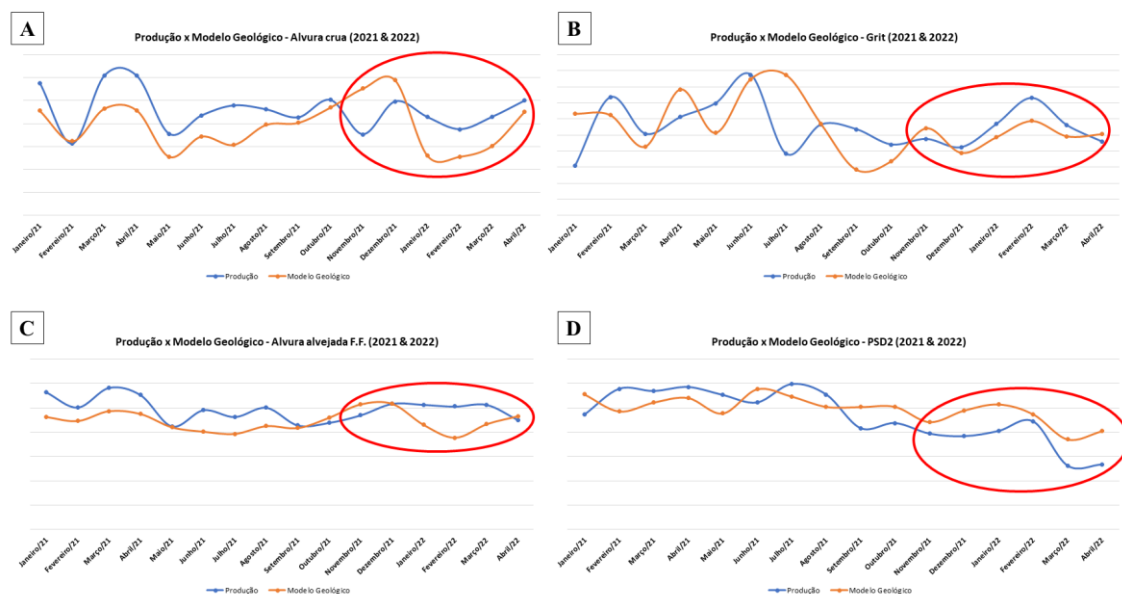 A
Produção x Modelo Geológico - Alvura crua (2021 & 2022)
Janeiro/21
Fevereiro/21
Março/21
Abril/21
Maio/21
Junho/21
Julho/21
Agosto/21
Setembro/21
Outubro/21
Novembro/21
Dezembro/21
Janeiro/22
Fevereiro/22
Março/22
Abril/22
Produção Modelo Geológico
B
Produção x Modelo Geológico - Grit (2021 & 2022)
Janeiro/21
Fevereiro/21
Março/21
Abril/21
Maio/21
Junho/21
Julho/21
Agosto/21
Setembro/21
Outubro/21
Novembro/21
Dezembro/21
Janeiro/22
Fevereiro/22
Março/22
Abril/22
Produção Modelo Geológico
C
Produção x Modelo Geológico - Alvura alvejada F.F. (2021 & 2022)
Janeiro/21
Fevereiro/21
Março/21
Abril/21
Maio/21
Junho/21
Julho/21
Agosto/21
Setembro/21
Outubro/21
Novembro/21
Dezembro/21
Janeiro/22
Fevereiro/22
Março/22
Abril/22
Produção Modelo Geológico
D
Produção x Modelo Geológico - PSD2 (2021 & 2022)
Janeiro/21
Fevereiro/21
Março/21
Abril/21
Maio/21
Junho/21
Julho/21
Agosto/21
Setembro/21
Outubro/21
Novembro/21
Dezembro/21
Janeiro/22
Fevereiro/22
Março/22
Abril/22
Produção Modelo Geológico